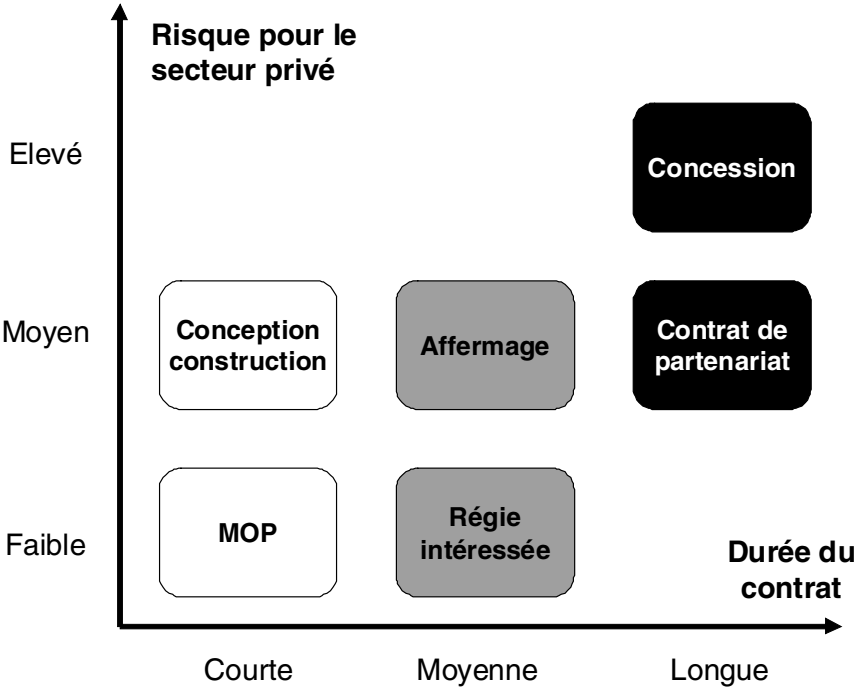 Risque pour le
secteur privé
Elevé
Concession
Moyen
Conception
construction
Affermage
Contrat de
partenariat
Faible
MOP
Régie
intéressée
Durée du
contrat
Courte
Moyenne
Longue